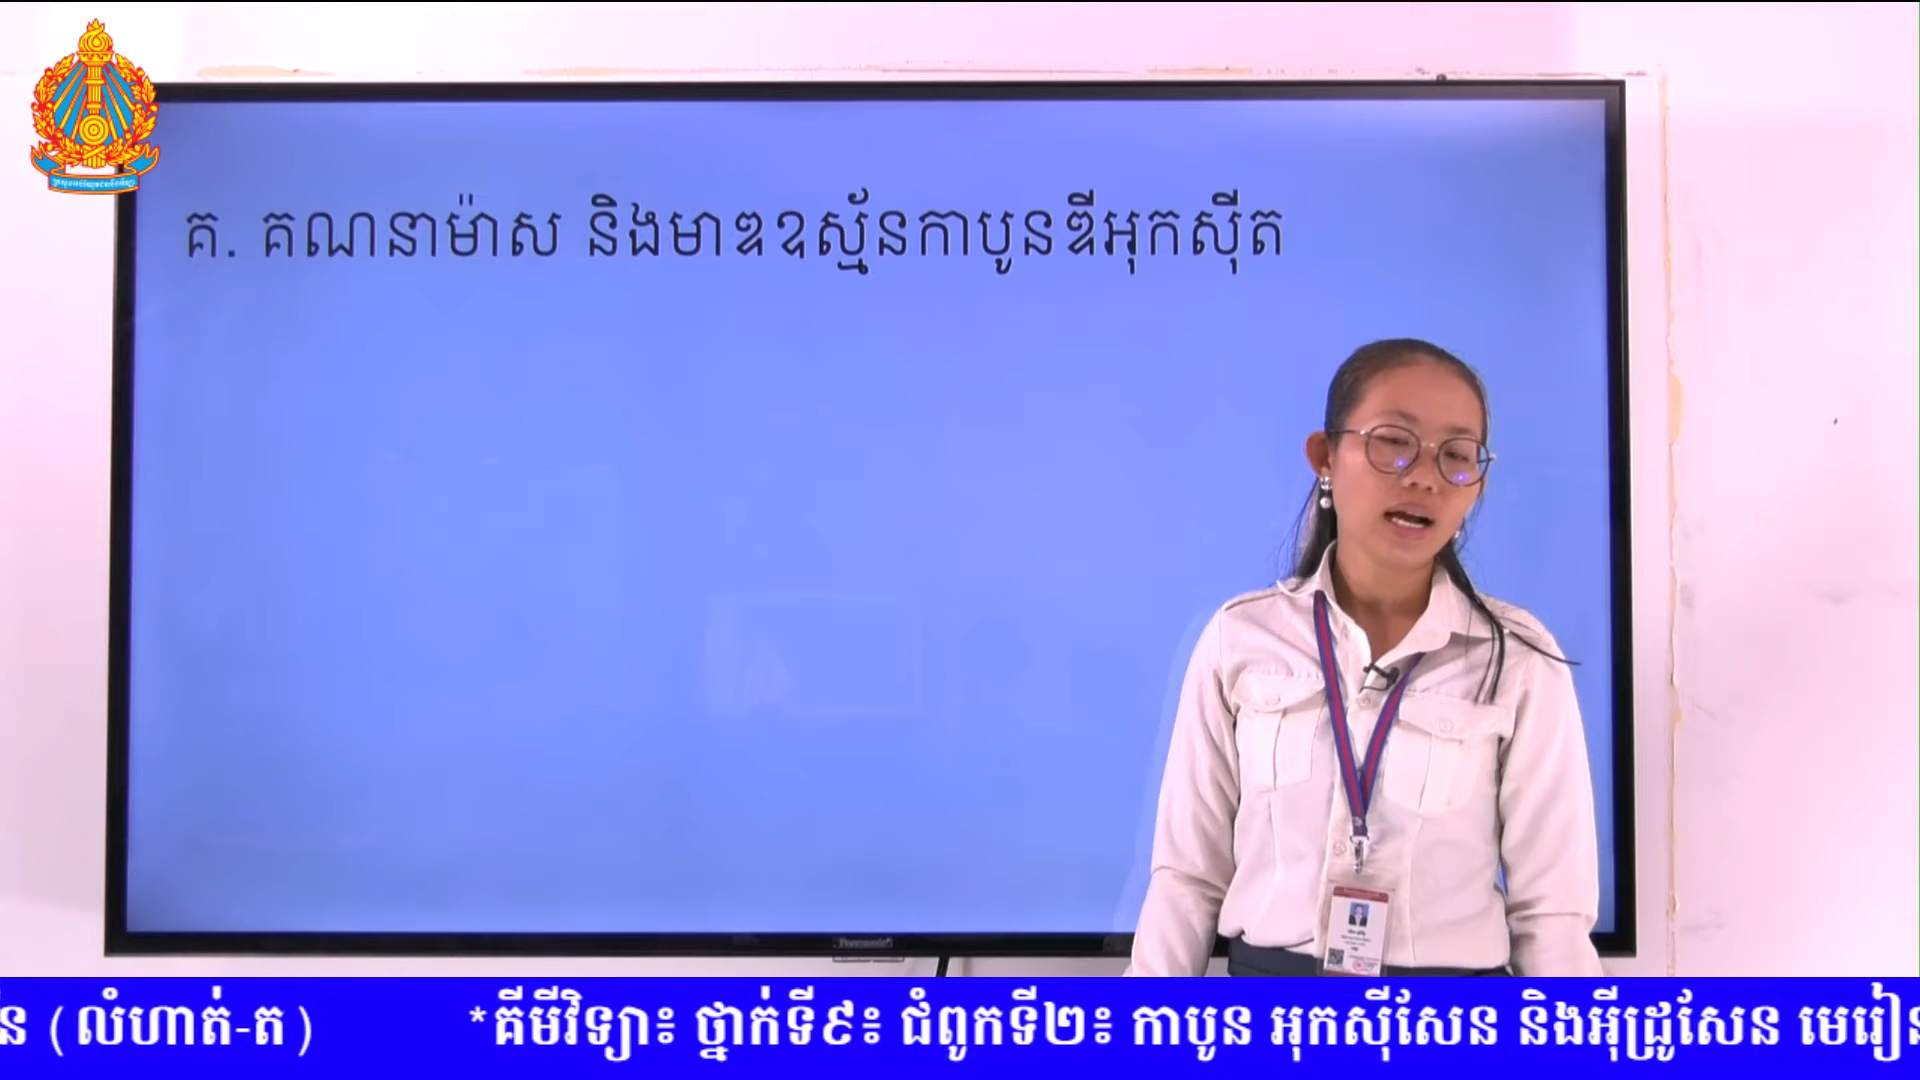 គ. គណនាម៉ាស និងមាឌឧស្ម័នកាបូនឌីអុកស៊ីត
ន (លំហាត់-ត) *គីមីវិទ្យា៖ ថ្នាក់ទី៩៖ ជំពូកទី២៖ កាបូន អុកស៊ីសែន និងអ៊ីដ្រូសែន មេរៀន